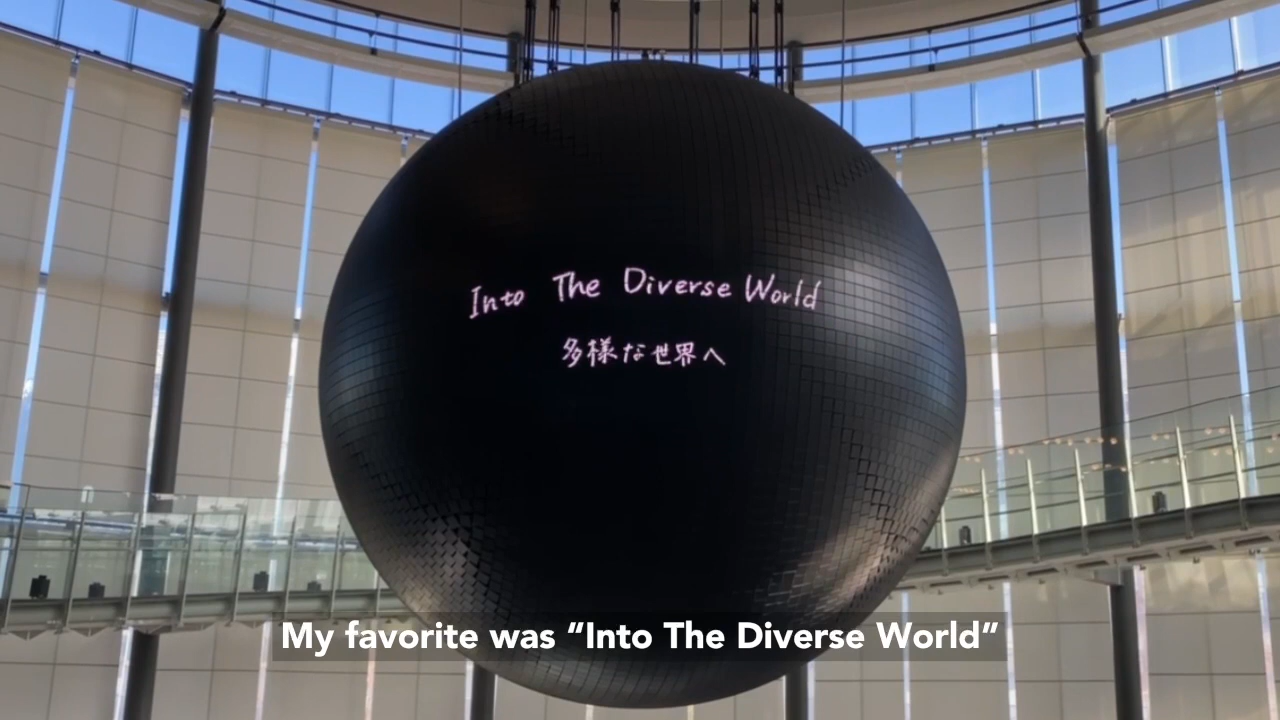 Into The Diverse World
多様な世界へ
My favorite was “Into The Diverse World”